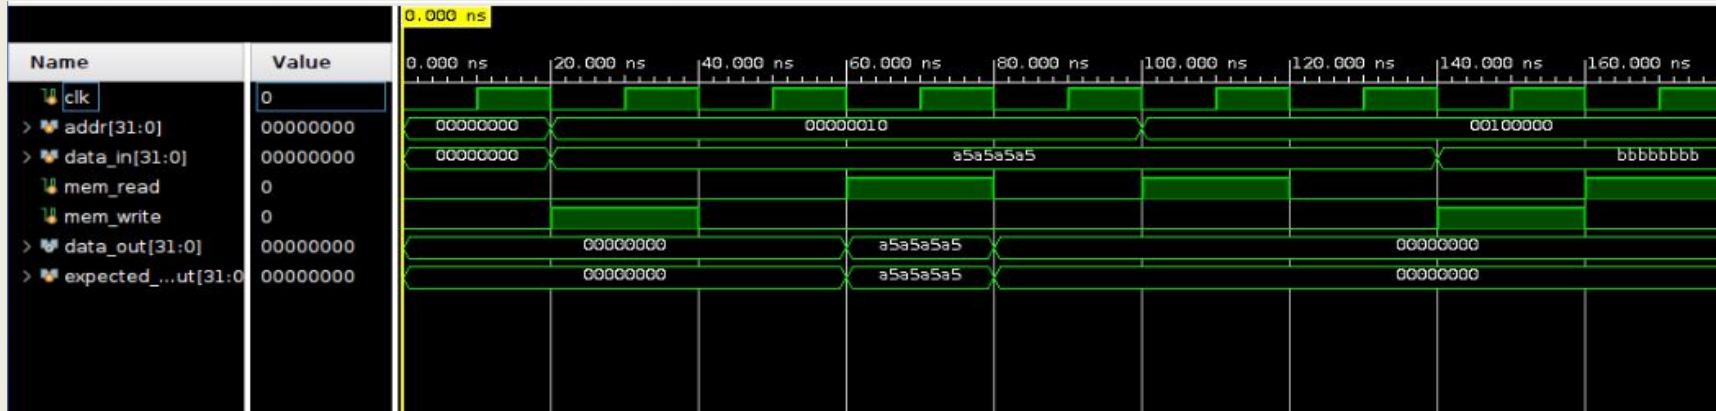 0.000 ns
Name Value
0.000 ns 20.000 ns 40.000 ns 60.000 ns 80.000 ns 100.000 ns 120.000 ns 140.000 ns 160.000 ns
clk 0
addr[31:0] 00000000 00000000 00000010 00100000
data_in[31:0] 00000000 00000000 a5a5a5a5 bbbbbbbb
mem_read 0
mem_write 0
data_out[31:0] 00000000 00000000 a5a5a5a5 00000000
expected_...ut[31:0 00000000 00000000 a5a5a5a5 00000000